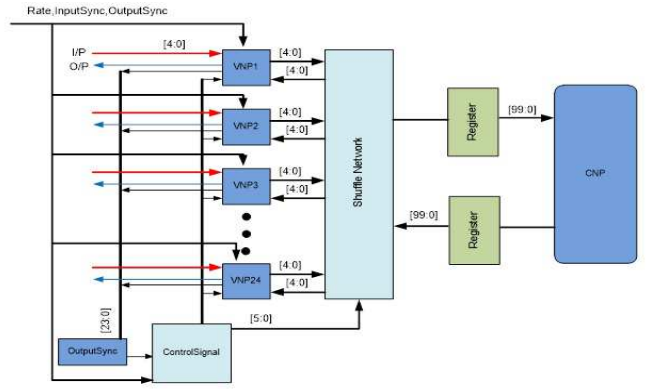 Rate,InputSync,OutputSync
I/P
[4:0]
O/P
VNP1
[4:0]
[4:0]
VNP2
[4:0]
[4:0]
VNP3
[4:0]
[4:0]
VNP24
[4:0]
[4:0]
Shuffle Network
Register
[99:0]
CNP
[99:0]
Register
[23:0]
[5:0]
OutputSync
ControlSignal